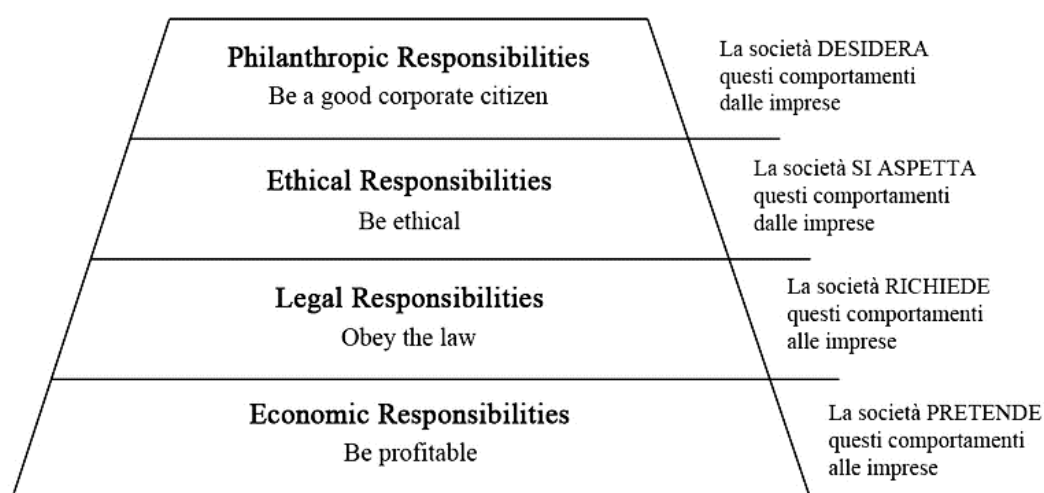 Philanthropic Responsibilities
Be a good corporate citizen
La società DESIDERA
questi comportamenti
dalle imprese
Ethical Responsibilities
Be ethical
La società SI ASPETTA
questi comportamenti
dalle imprese
Legal Responsibilities
Obey the law
La società RICHIEDE
questi comportamenti
alle imprese
Economic Responsibilities
Be profitable
La società PRETENDE
questi comportamenti
alle imprese